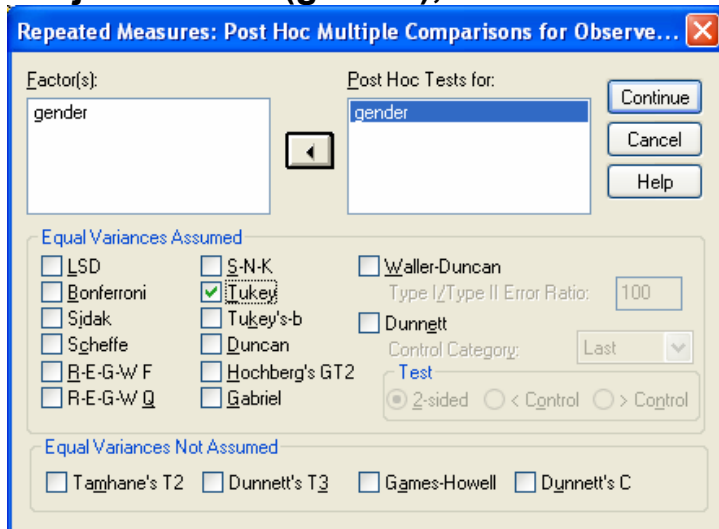 Repeated Measures: Post Hoc Multiple Comparisons for Observe...
Factor(s):
gender
Post Hoc Tests for:
gender
Continue
Cancel
Help
Equal Variances Assumed
LSD
Bonferroni
Sidak
Scheffe
R-E-G-W F
R-E-G-W Q
S-N-K
Tukey
Tukey's-b
Duncan
Hochberg's GT2
Gabriel
Waller-Duncan
Type I/Type II Error Ratio: 100
Dunnett
Control Category: Last
Test
2-sided < Control > Control
Equal Variances Not Assumed
Tamhane's T2 Dunnett's T3 Games-Howell Dunnett's C